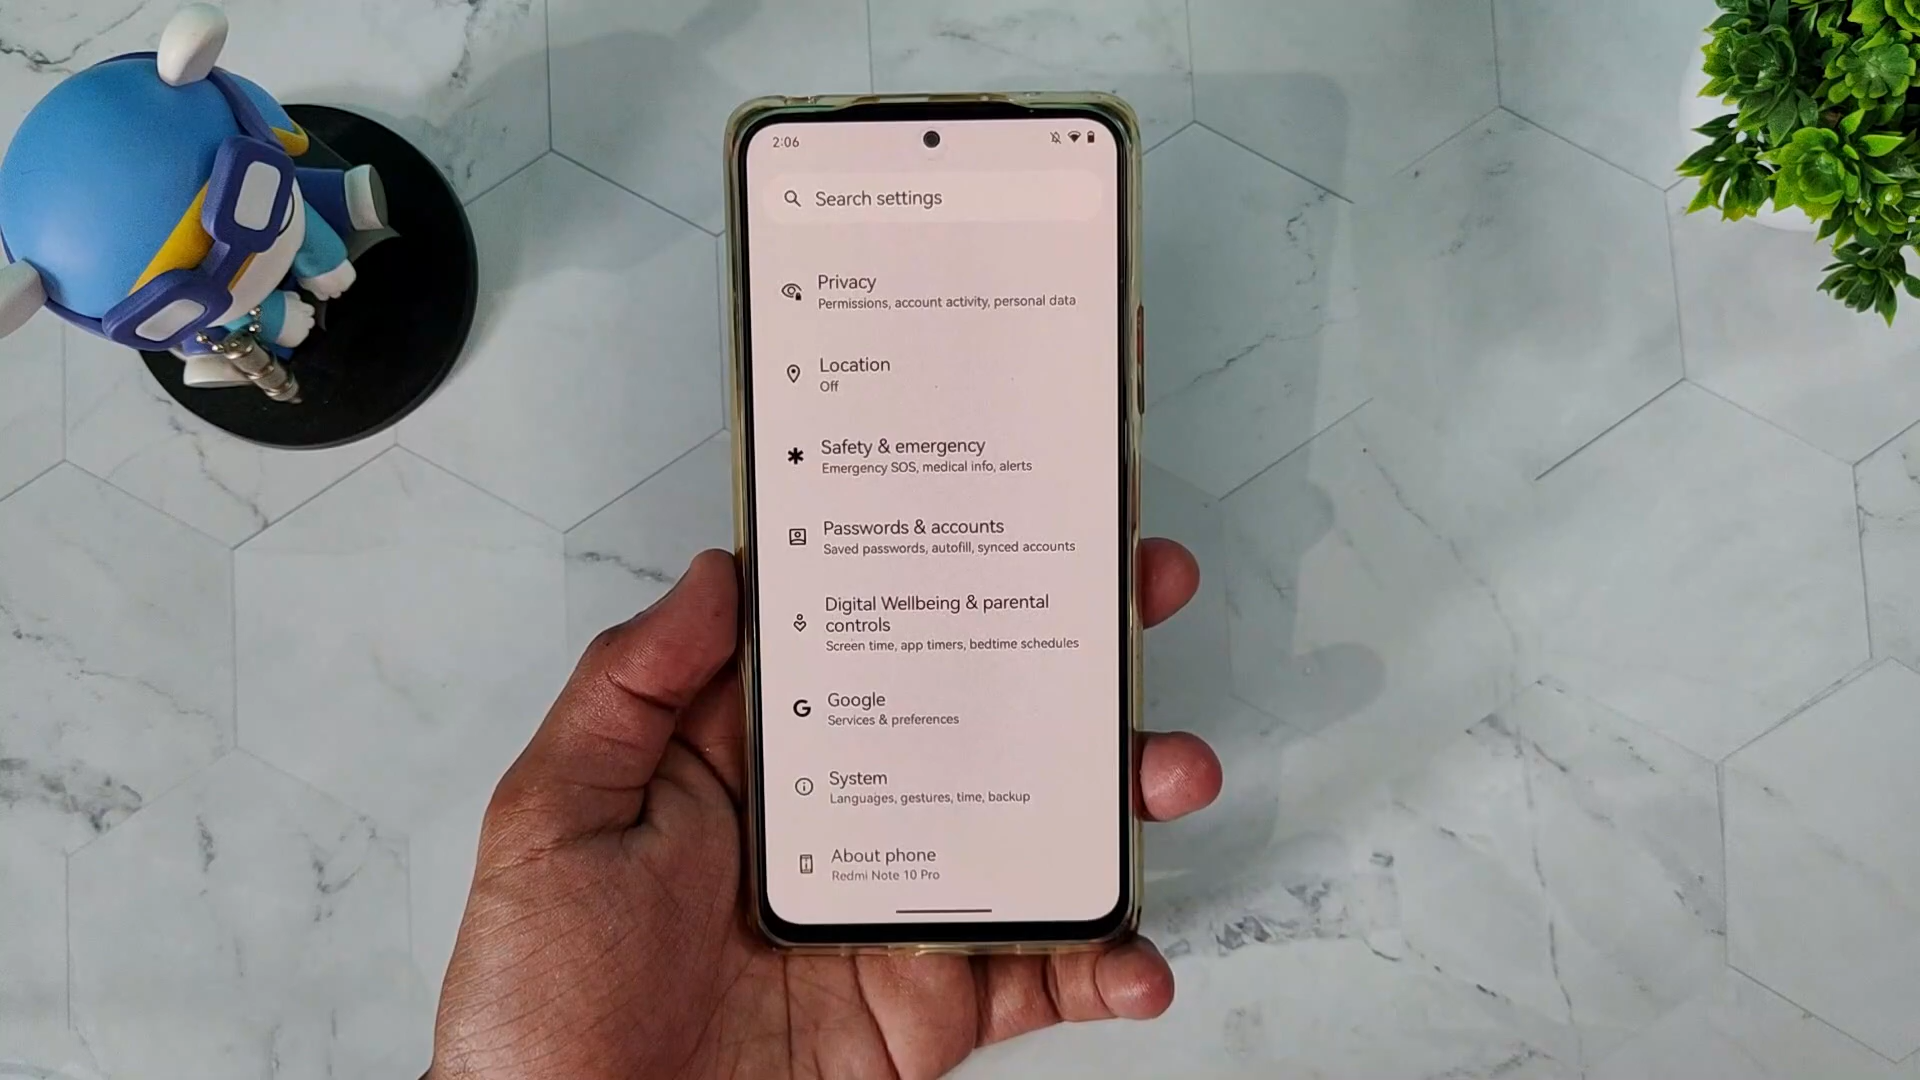 2:06
Search settings
Privacy
Permissions, account activity, personal data
Location
Off
Safety & emergency
Emergency SOS, medical info, alerts
Passwords & accounts
Saved passwords, autofill, synced accounts
Digital Wellbeing & parental
controls
Screen time, app timers, bedtime schedules
Google
Services & preferences
System
Languages, gestures, time, backup
About phone
Redmi Note 10 Pro